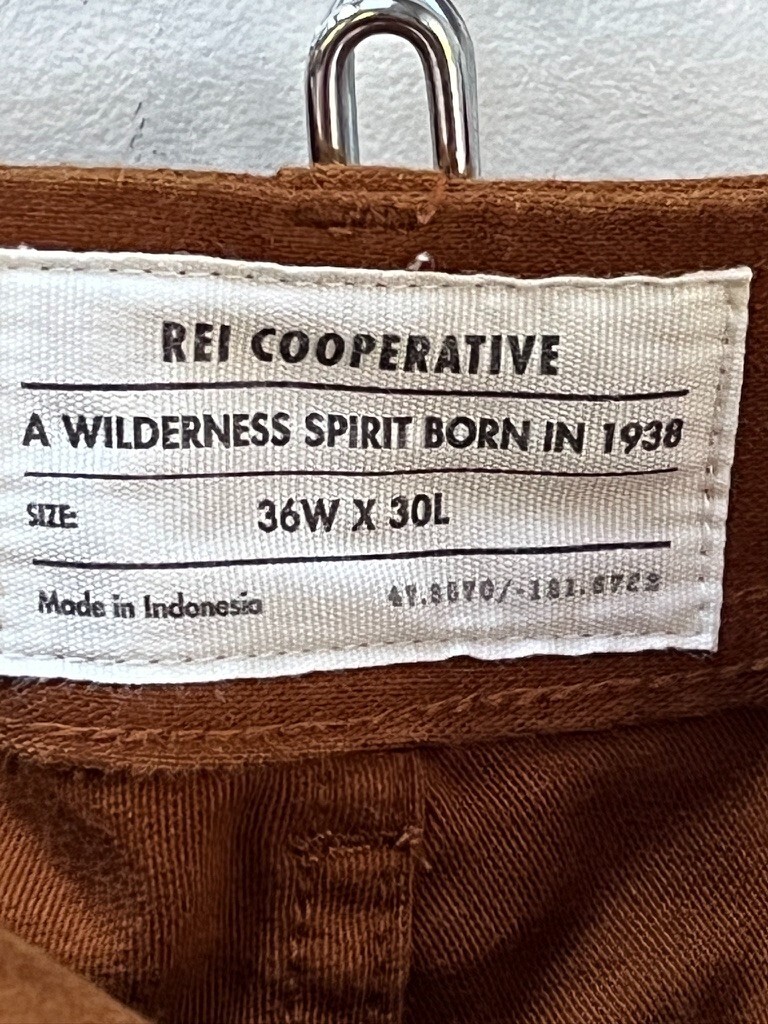 REI COOPERATIVE
A WILDERNESS SPIRIT BORN IN 1938
SIZE: 36W X 30L
Made in Indonesia